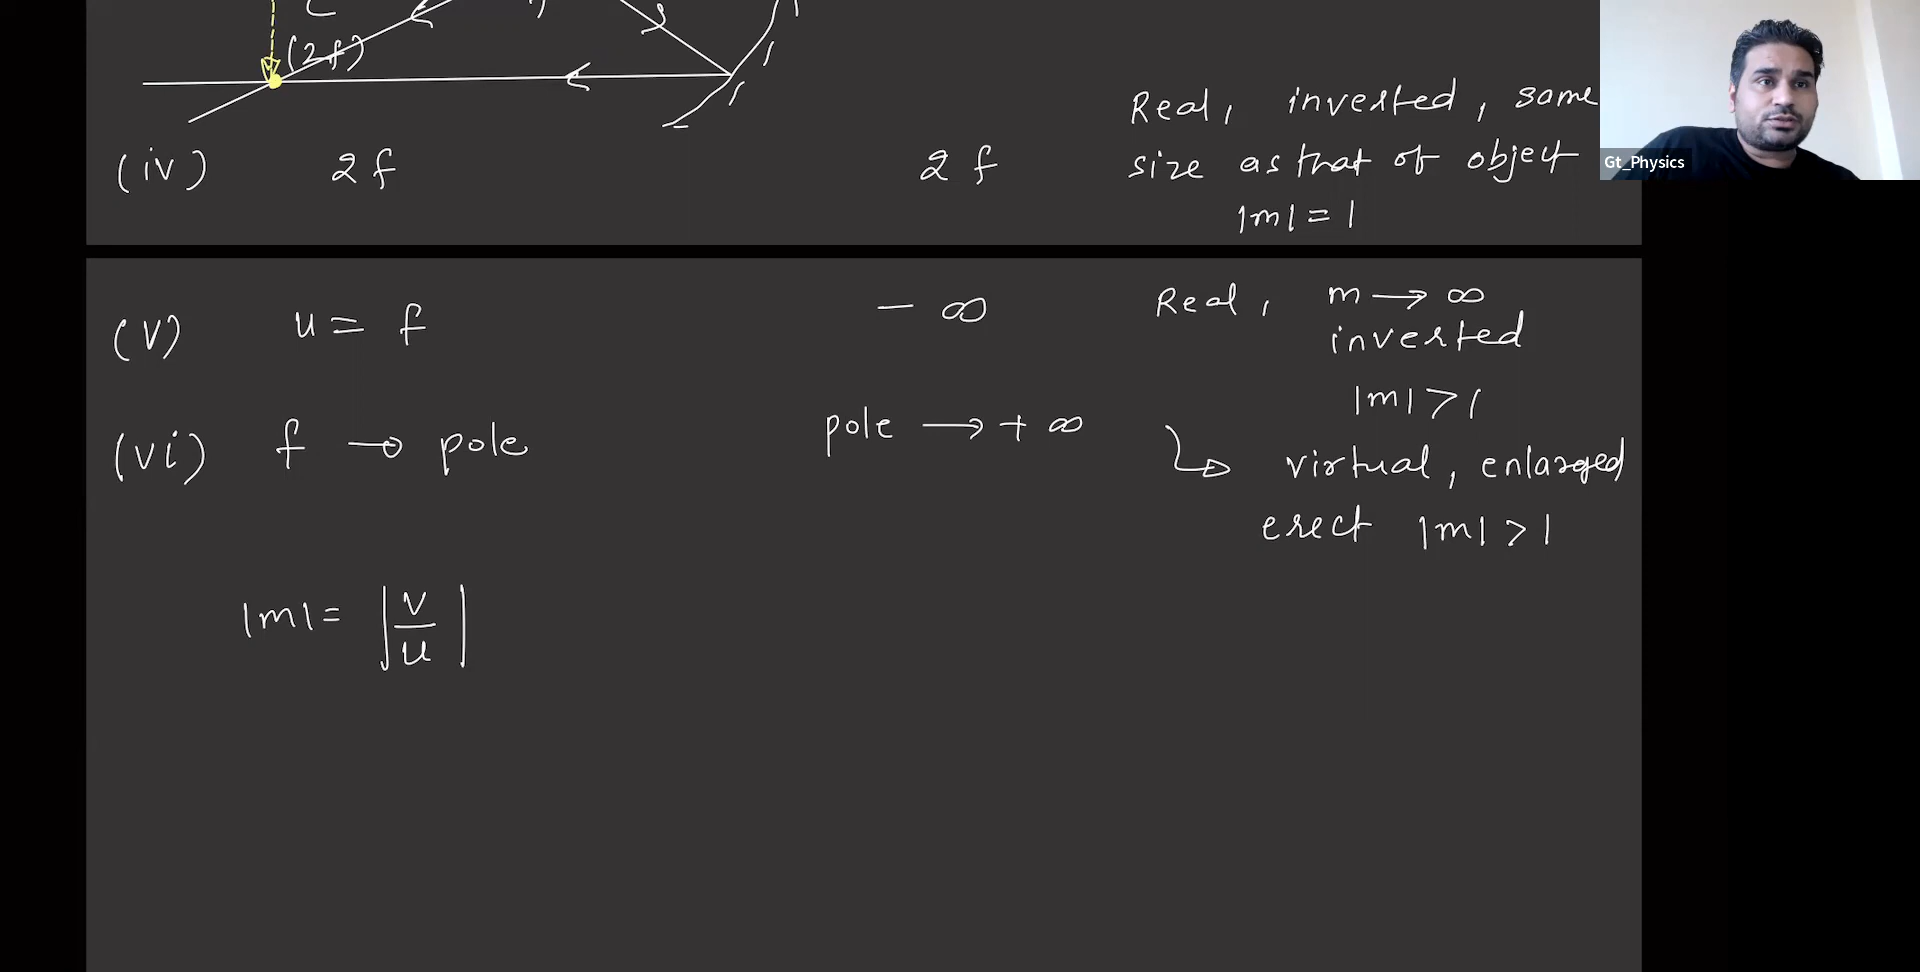 (2f)
Real, inverted, same
Gt_Physics
(iv) 2f 2f size as that of object
|m| = 1
(v) u = f - ∞ Real, m → ∞
inverted
|m| > 1
(vi) f → pole pole → + ∞
virtual, enlarged
erect |m| > 1
|m| = |v/u|